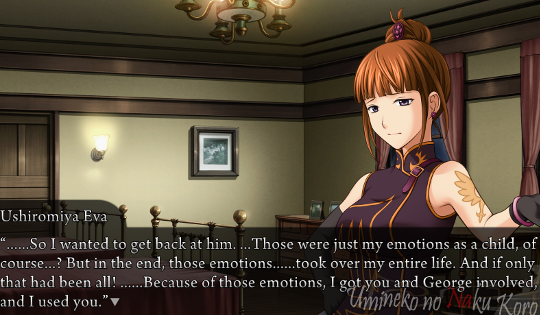 Ushiromiya Eva
“......So I wanted to get back at him. ...Those were just my emotions as a child, of
course...? But in the end, those emotions......took over my entire life. And if only
that had been all! ......Because of those emotions, I got you and George involved,
and I used you.”
Umineko no Naku Koro